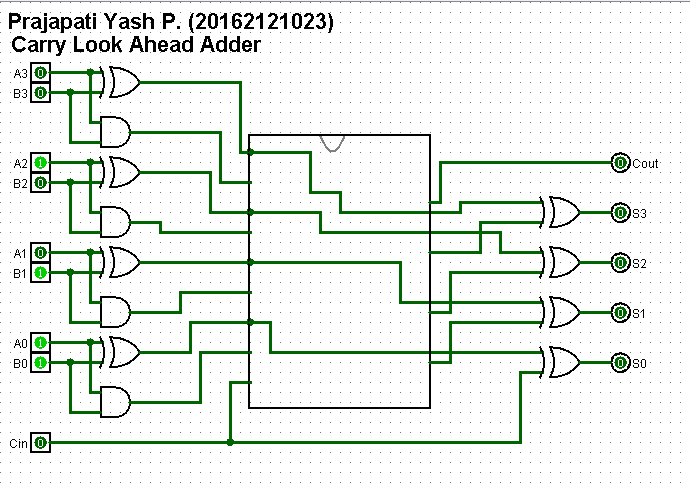 Prajapati Yash P. (20162121023)
Carry Look Ahead Adder
A3 0
B3 0
A2 1
B2 0
0 Cout
0 S3
A1 0
B1 1
0 S2
0 S1
A0 1
B0 1
0 S0
Cin 0